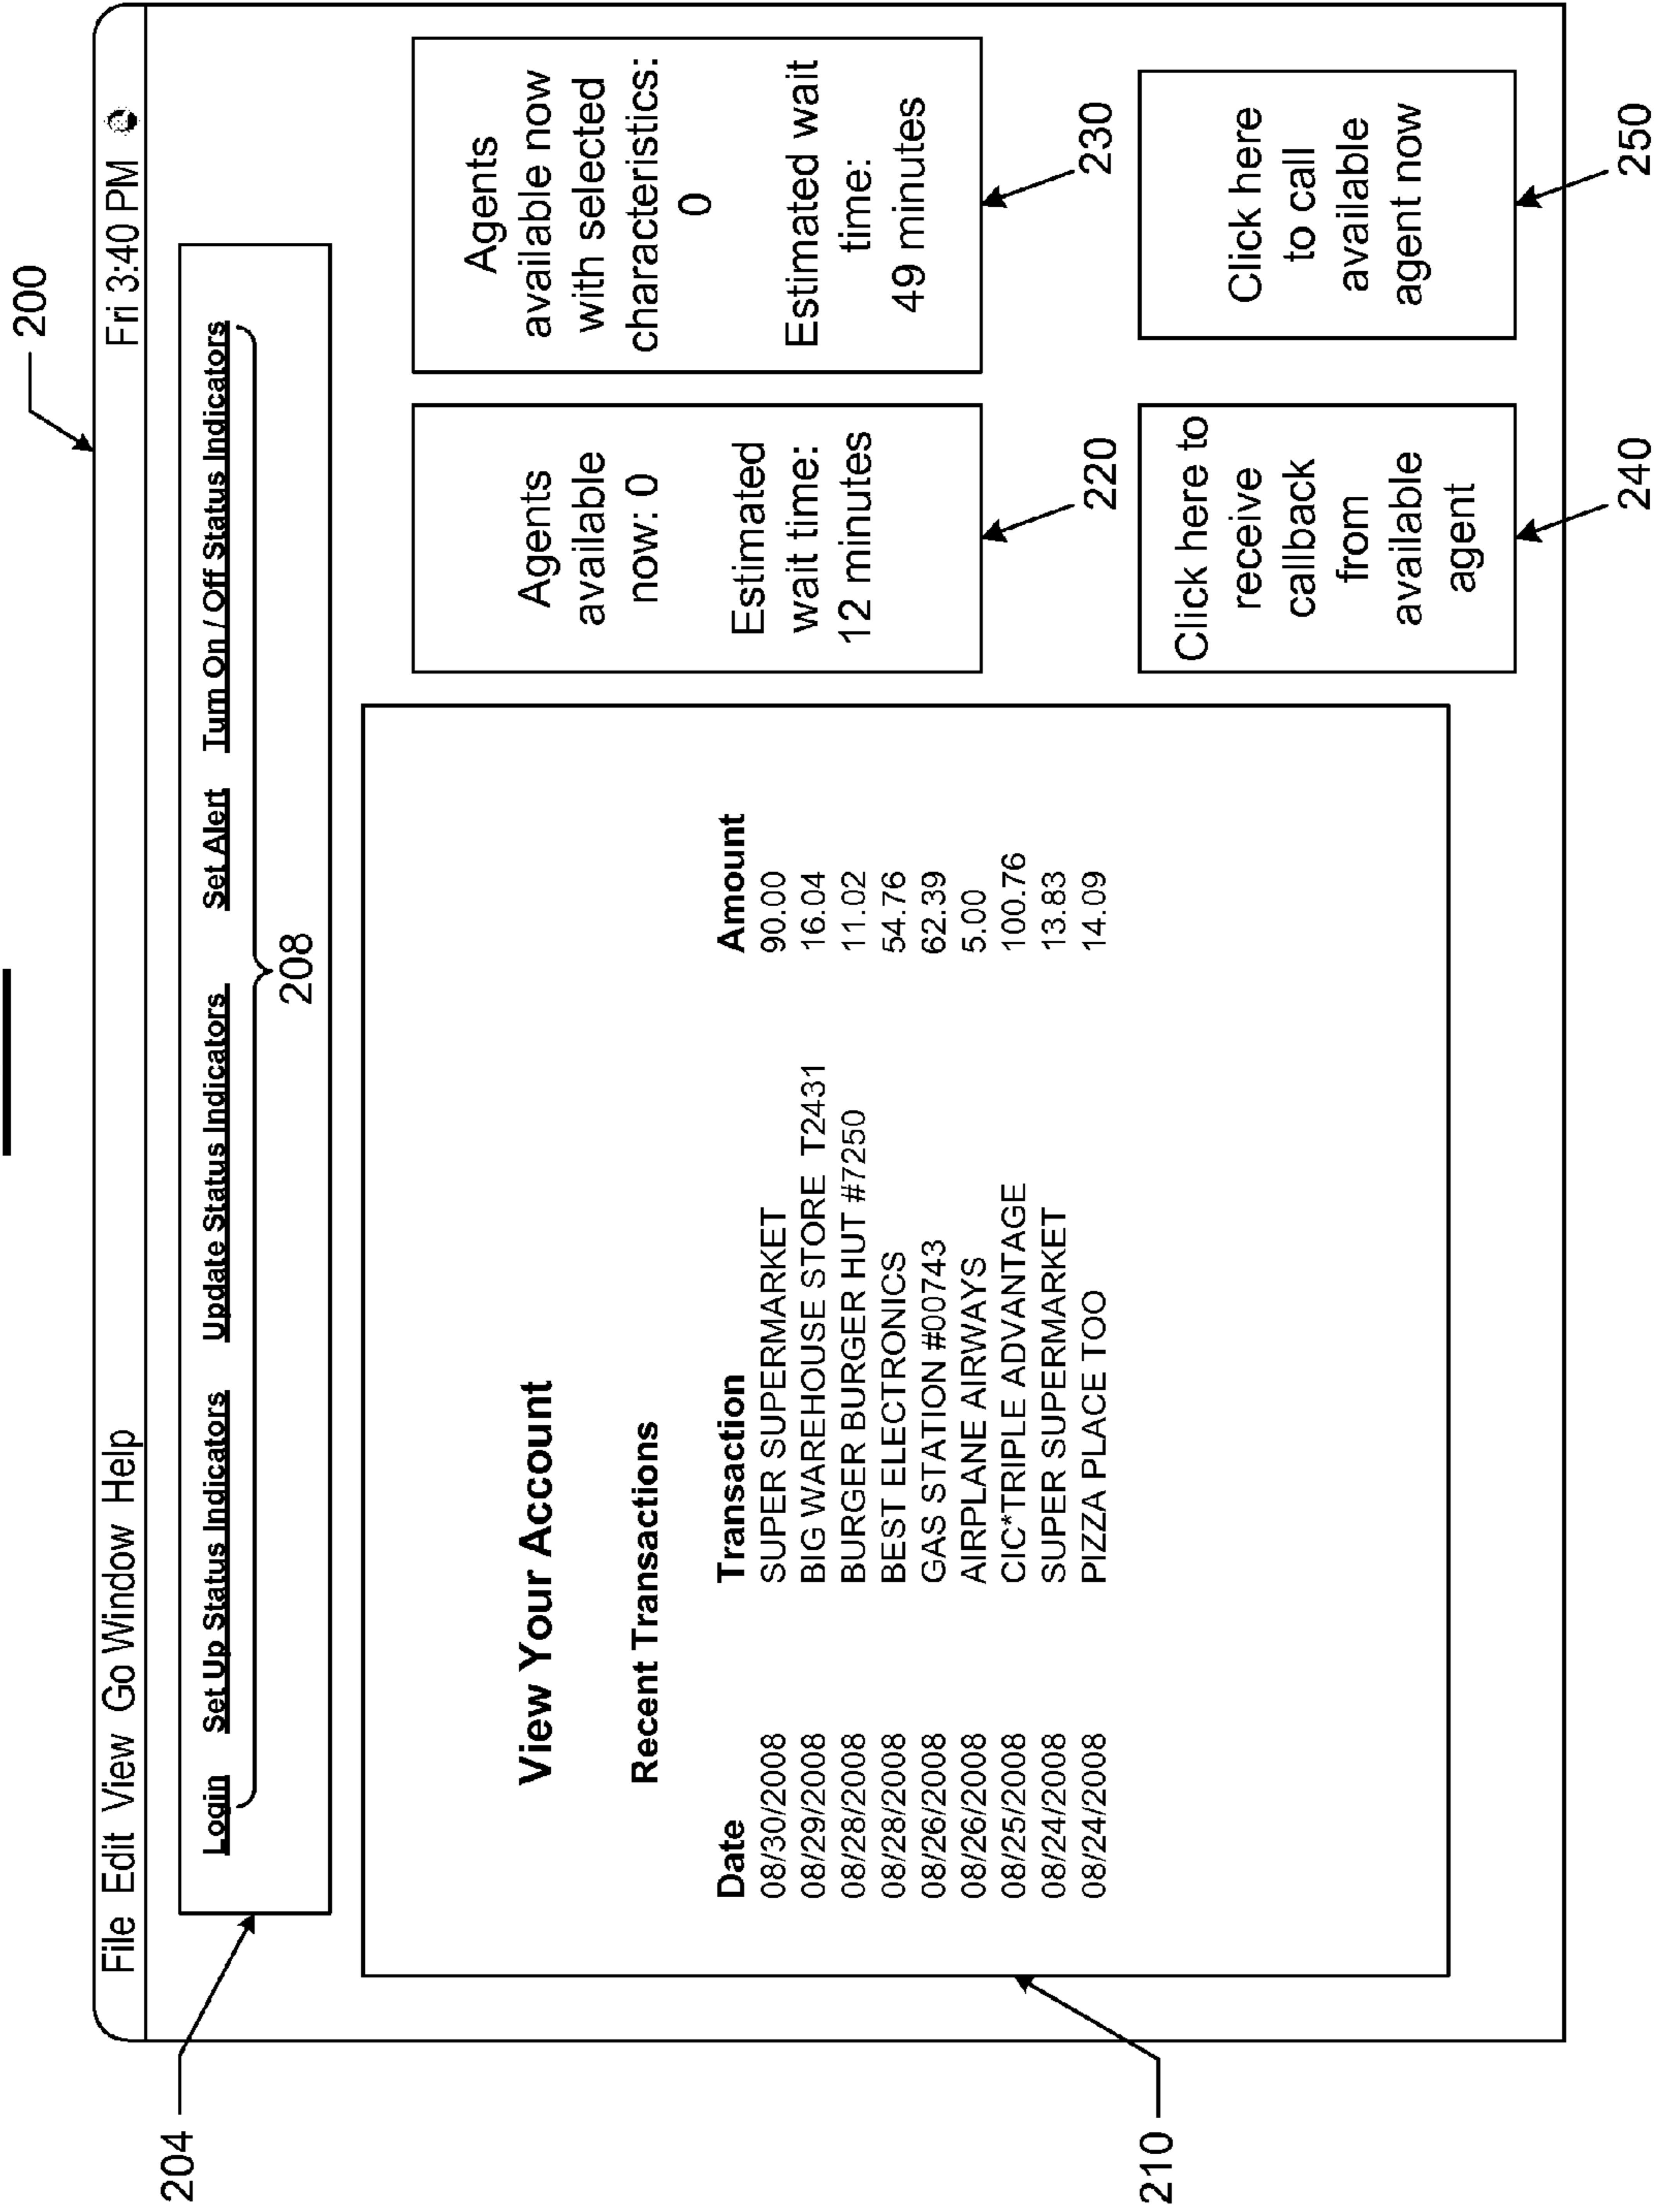 200
File Edit View Go Window Help Fri 3:40 PM
204
Login Set Up Status Indicators Update Status Indicators Set Alert Turn On / Off Status Indicators
208
View Your Account
Recent Transactions
Date Transaction Amount
08/30/2008 SUPER SUPERMARKET 90.00
08/29/2008 BIG WAREHOUSE STORE T2431 16.04
08/28/2008 BURGER BURGER HUT #7250 11.02
08/28/2008 BEST ELECTRONICS 54.76
08/26/2008 GAS STATION #00743 62.39
08/26/2008 AIRPLANE AIRWAYS 5.00
08/25/2008 CIC*TRIPLE ADVANTAGE 100.76
08/24/2008 SUPER SUPERMARKET 13.83
08/24/2008 PIZZA PLACE TOO 14.09
210
Agents
available
now: 0
Estimated
wait time:
12 minutes
220
Agents
available now
with selected
characteristics:
0
Estimated wait
time:
49 minutes
230
Click here to
receive
callback
from
available
agent
240
Click here
to call
available
agent now
250